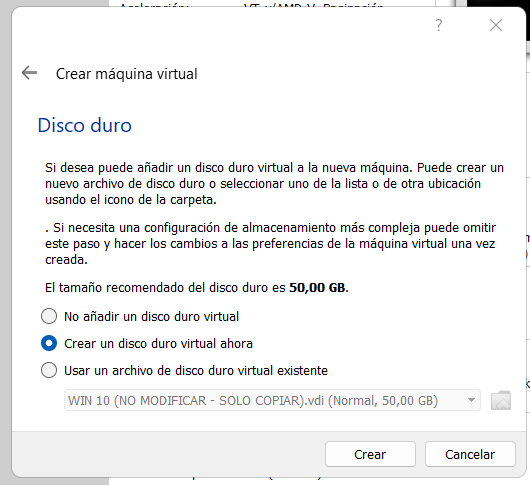 Aceleración: VT-x/AMD-V, Paginación
?
Crear máquina virtual
Disco duro
Si desea puede añadir un disco duro virtual a la nueva máquina. Puede crear un
nuevo archivo de disco duro o seleccionar uno de la lista o de otra ubicación
usando el icono de la carpeta.
. Si necesita una configuración de almacenamiento más compleja puede omitir
este paso y hacer los cambios a las preferencias de la máquina virtual una vez
creada.
El tamaño recomendado del disco duro es 50,00 GB.
No añadir un disco duro virtual
Crear un disco duro virtual ahora
Usar un archivo de disco duro virtual existente
WIN 10 (NO MODIFICAR - SOLO COPIAR).vdi (Normal, 50,00 GB)
Crear Cancelar